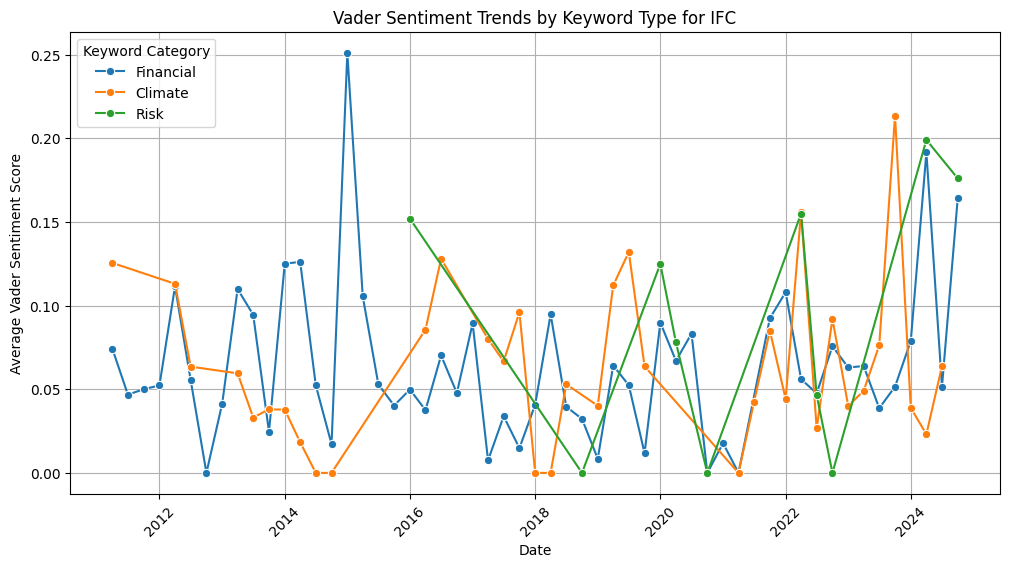 Vader Sentiment Trends by Keyword Type for IFC
Keyword Category
Financial
Climate
Risk
Average Vader Sentiment Score
0.25
0.20
0.15
0.10
0.05
0.00
2012
2014
2016
2018
2020
2022
2024
Date